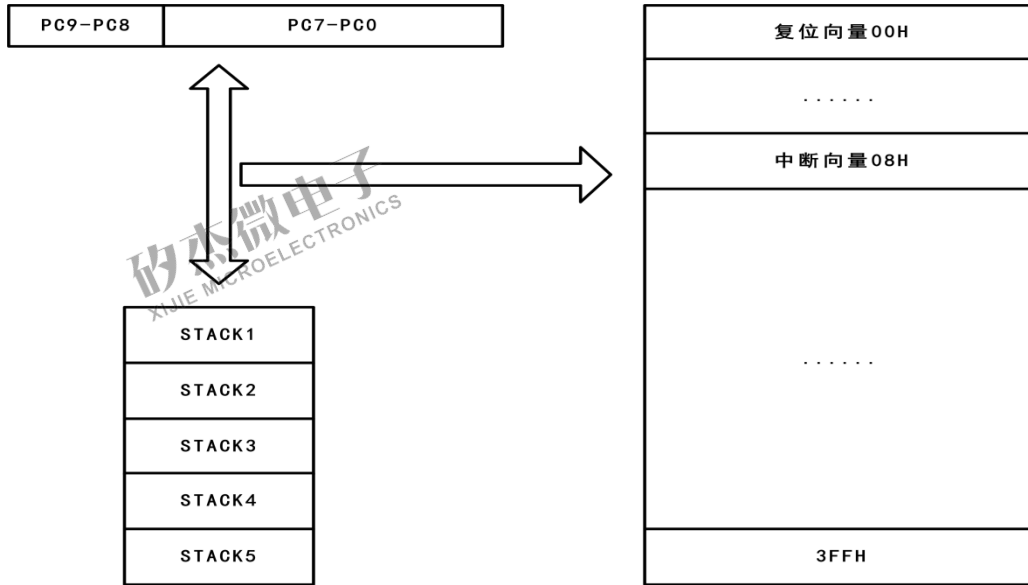 PC9-PC8
PC7-PC0
复位向量00H
......
中断向量08H
矽杰微电子
XIJIE MICROELECTRONICS
STACK1
STACK2
STACK3
STACK4
STACK5
......
3FFH